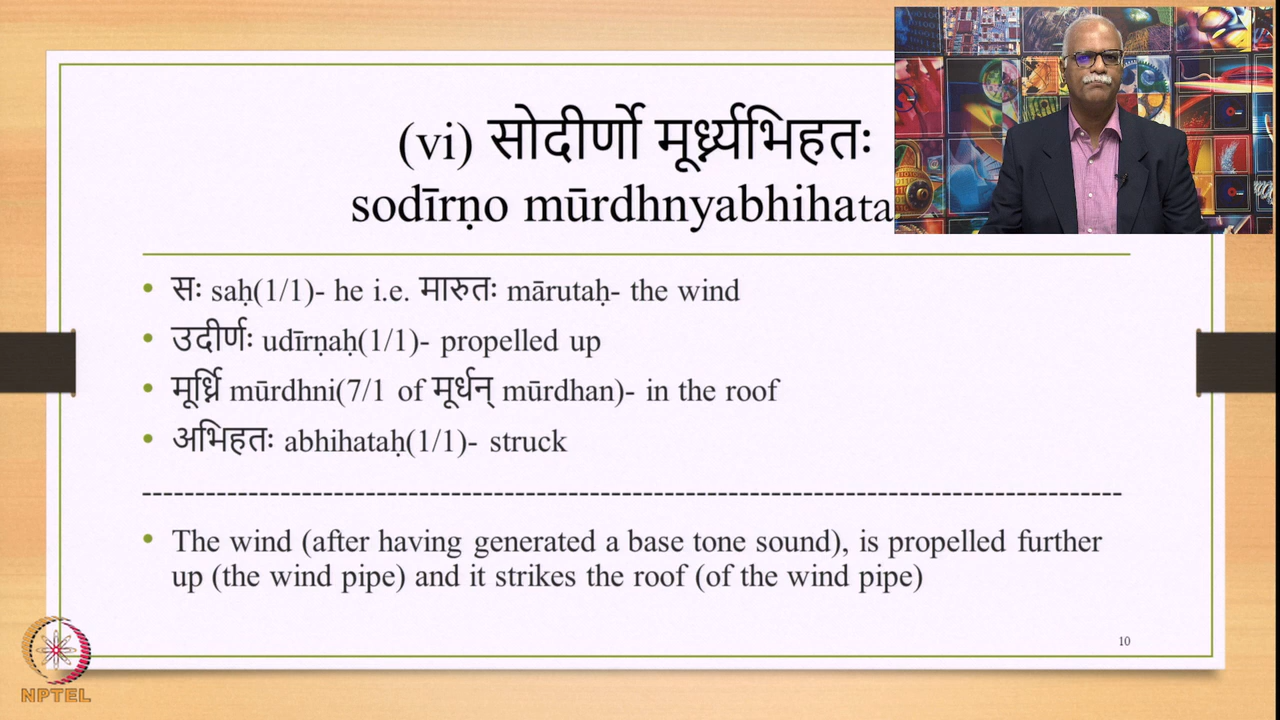 (vi) सोदीर्णो मूर्ध्न्यभिहतः
sodīrṇo mūrdhnyabhihata
• सः saḥ(1/1)- he i.e. मारुतः mārutaḥ- the wind
• उदीर्णः udīrṇaḥ(1/1)- propelled up
• मूर्ध्नि mūrdhni(7/1 of मूर्धन् mūrdhan)- in the roof
• अभिहतः abhihataḥ(1/1)- struck
• The wind (after having generated a base tone sound), is propelled further
up (the wind pipe) and it strikes the roof (of the wind pipe)
10
NPTEL